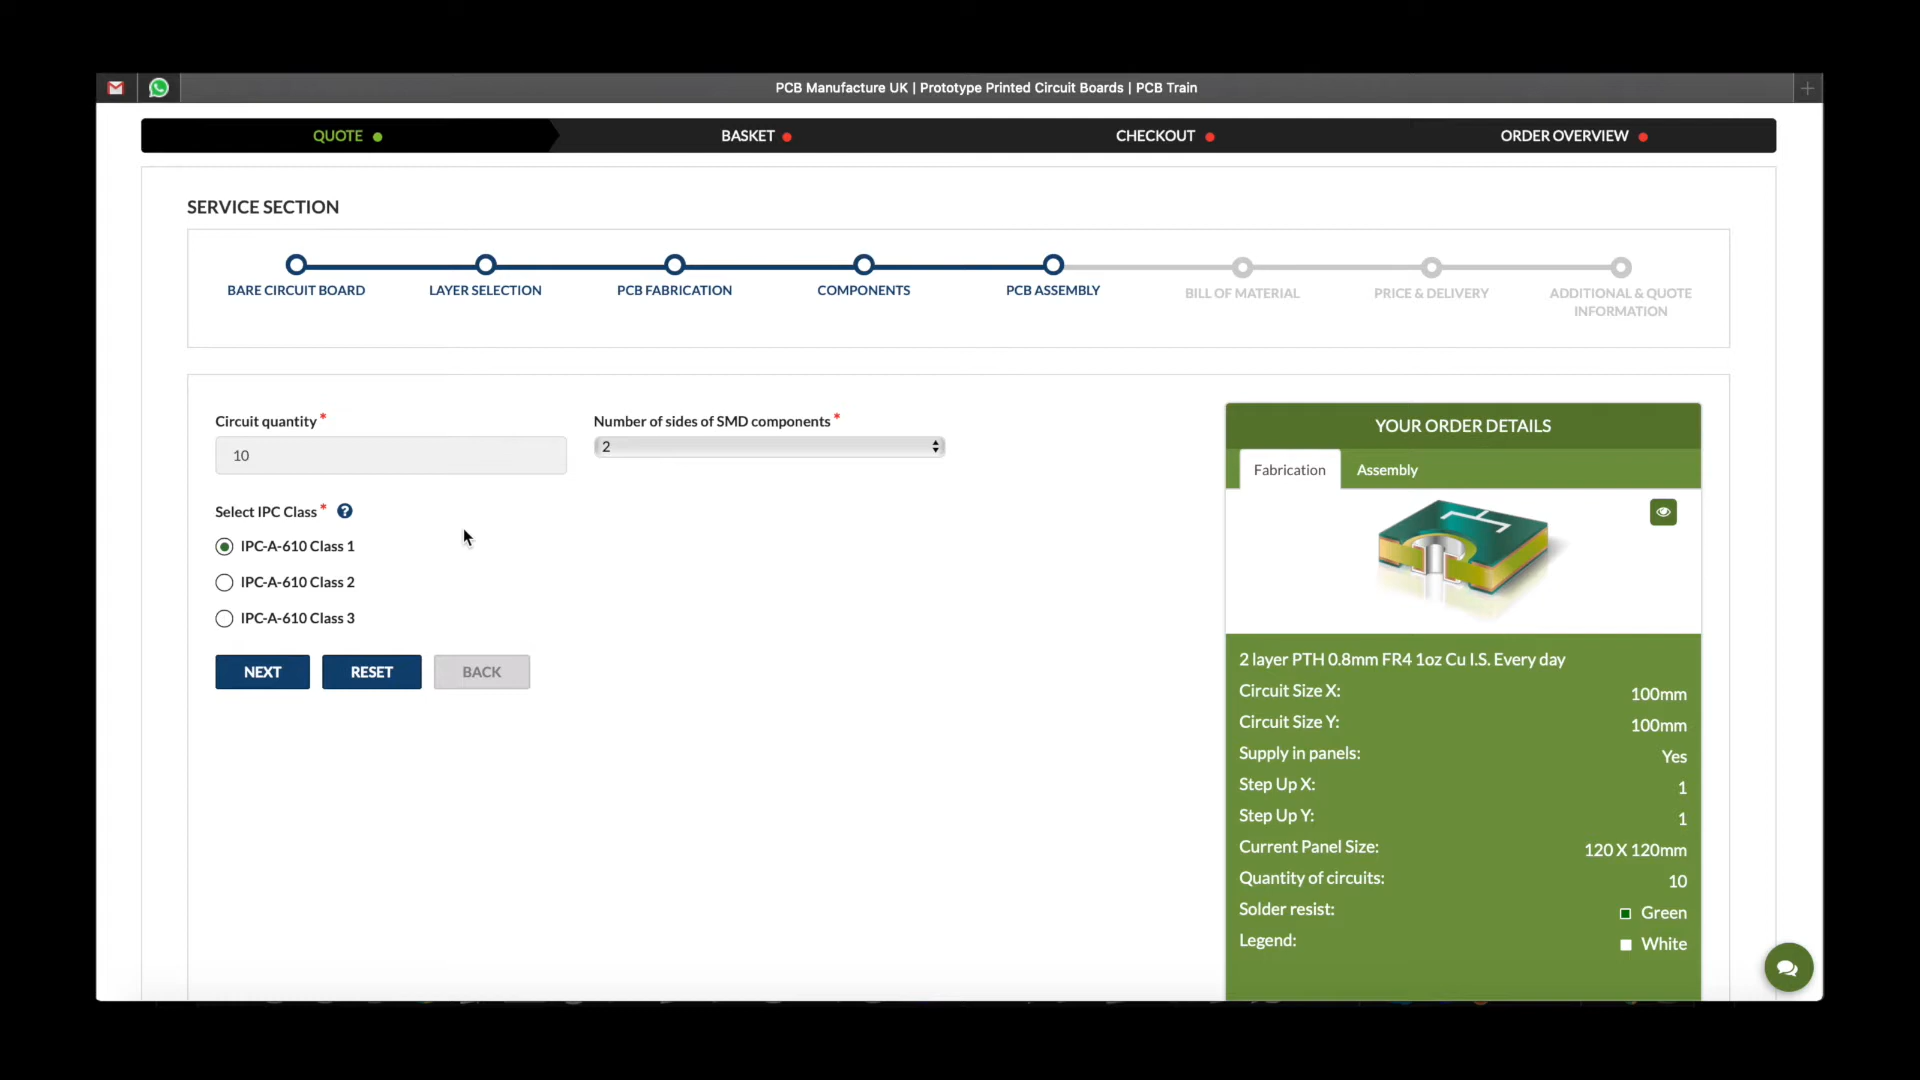 PCB Manufacture UK | Prototype Printed Circuit Boards | PCB Train
QUOTE
BASKET
CHECKOUT
ORDER OVERVIEW
SERVICE SECTION
BARE CIRCUIT BOARD
LAYER SELECTION
PCB FABRICATION
COMPONENTS
PCB ASSEMBLY
BILL OF MATERIAL
PRICE & DELIVERY
ADDITIONAL & QUOTE
INFORMATION
Circuit quantity *
10
Number of sides of SMD components *
2
Select IPC Class * ?
IPC-A-610 Class 1
IPC-A-610 Class 2
IPC-A-610 Class 3
NEXT
RESET
BACK
YOUR ORDER DETAILS
Fabrication
Assembly
2 layer PTH 0.8mm FR4 1oz Cu I.S. Every day
Circuit Size X: 100mm
Circuit Size Y: 100mm
Supply in panels: Yes
Step Up X: 1
Step Up Y: 1
Current Panel Size: 120 X 120mm
Quantity of circuits: 10
Solder resist: Green
Legend: White